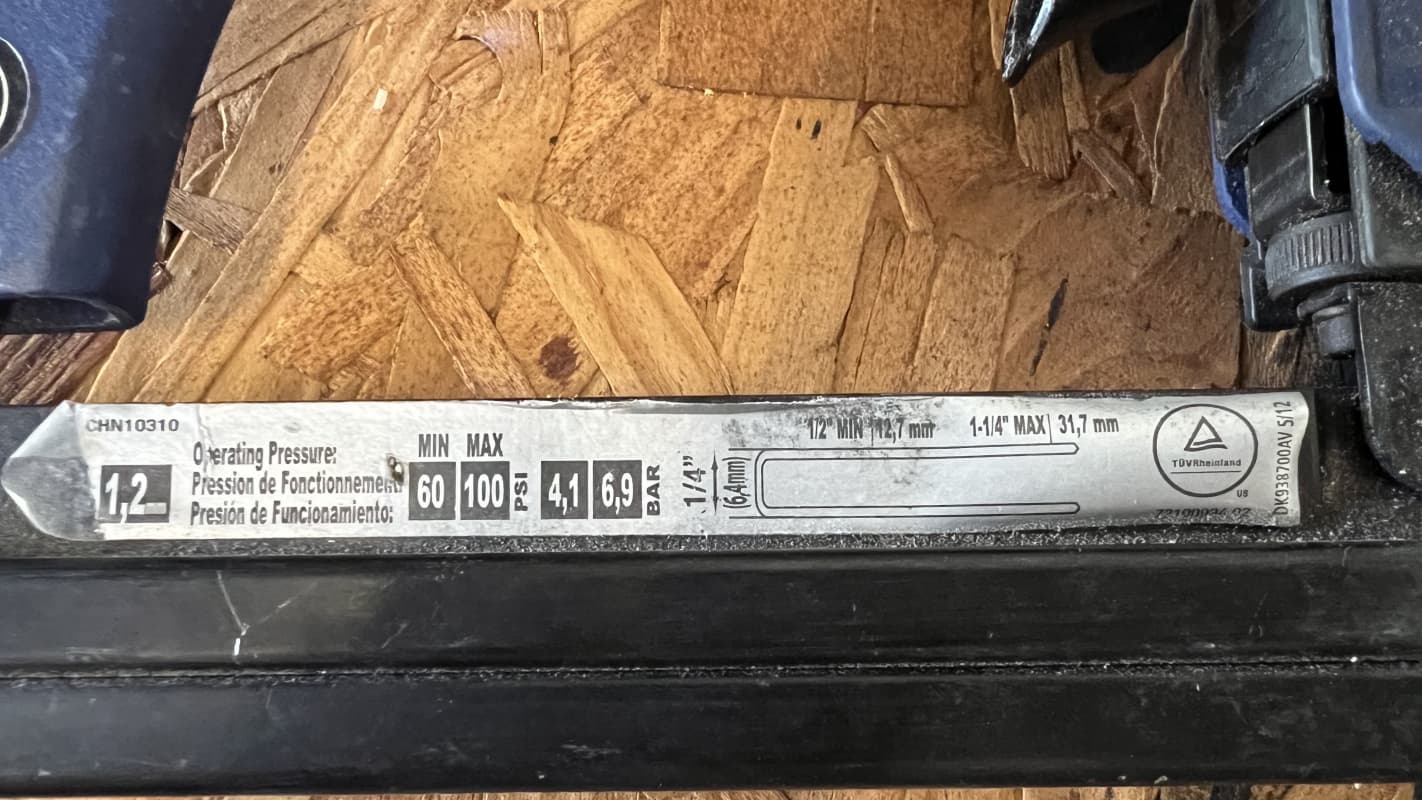 CHN10310
1,2
Operating Pressure:
Pression de Fonctionnement:
Presión de Funcionamiento:
MIN MAX
60 100 PSI
4,1 6,9 BAR
1/4"
(6,4mm)
1/2" MIN 12,7 mm
1-1/4" MAX 31,7 mm
TÜVRheinland
US
DK938700AV 5/12